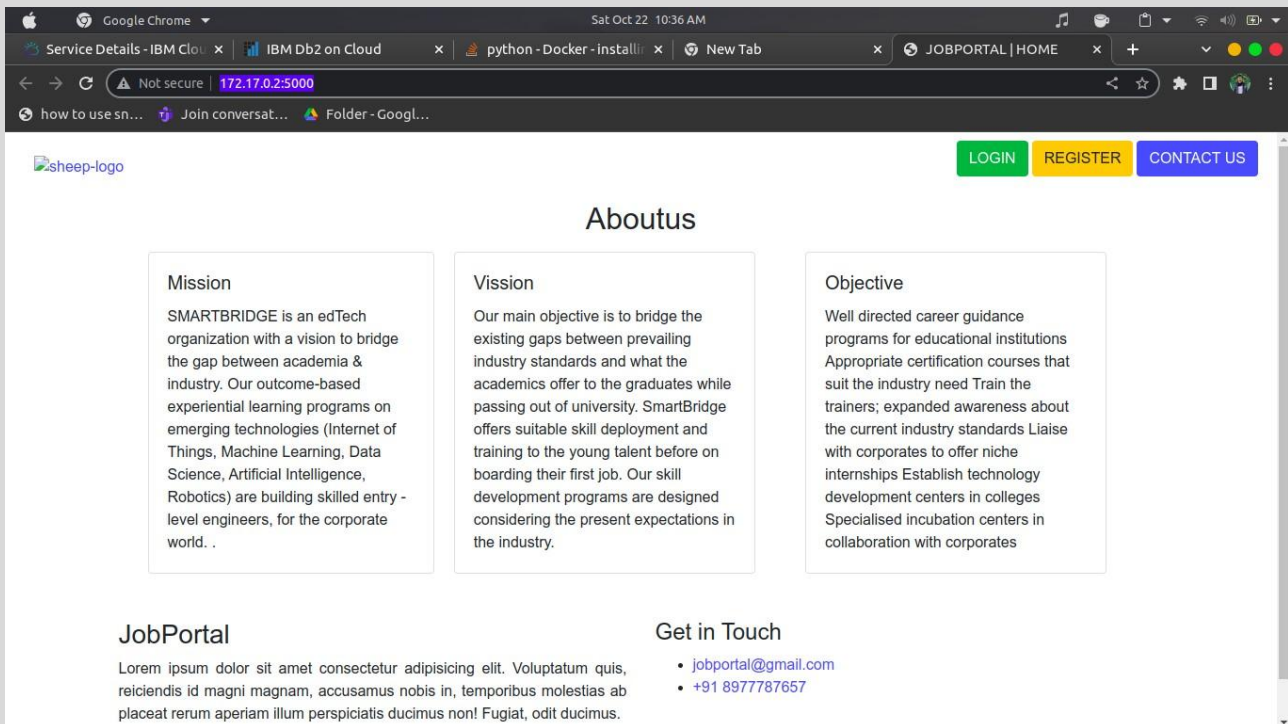 Google Chrome
Sat Oct 22 10:36 AM
Service Details - IBM Clou
IBM Db2 on Cloud
python - Docker - installin
New Tab
JOBPORTAL | HOME
Not secure
172.17.0.2:5000
how to use sn...
Join conversat...
Folder - Googl...
sheep-logo
LOGIN
REGISTER
CONTACT US
Aboutus
Mission
SMARTBRIDGE is an edTech
organization with a vision to bridge
the gap between academia &
industry. Our outcome-based
experiential learning programs on
emerging technologies (Internet of
Things, Machine Learning, Data
Science, Artificial Intelligence,
Robotics) are building skilled entry -
level engineers, for the corporate
world. .
Vission
Our main objective is to bridge the
existing gaps between prevailing
industry standards and what the
academics offer to the graduates while
passing out of university. SmartBridge
offers suitable skill deployment and
training to the young talent before on
boarding their first job. Our skill
development programs are designed
considering the present expectations in
the industry.
Objective
Well directed career guidance
programs for educational institutions
Appropriate certification courses that
suit the industry need Train the
trainers; expanded awareness about
the current industry standards Liaise
with corporates to offer niche
internships Establish technology
development centers in colleges
Specialised incubation centers in
collaboration with corporates
JobPortal
Lorem ipsum dolor sit amet consectetur adipisicing elit. Voluptatum quis,
reiciendis id magni magnam, accusamus nobis in, temporibus molestias ab
placeat rerum aperiam illum perspiciatis ducimus non! Fugiat, odit ducimus.
Get in Touch
jobportal@gmail.com
+91 8977787657